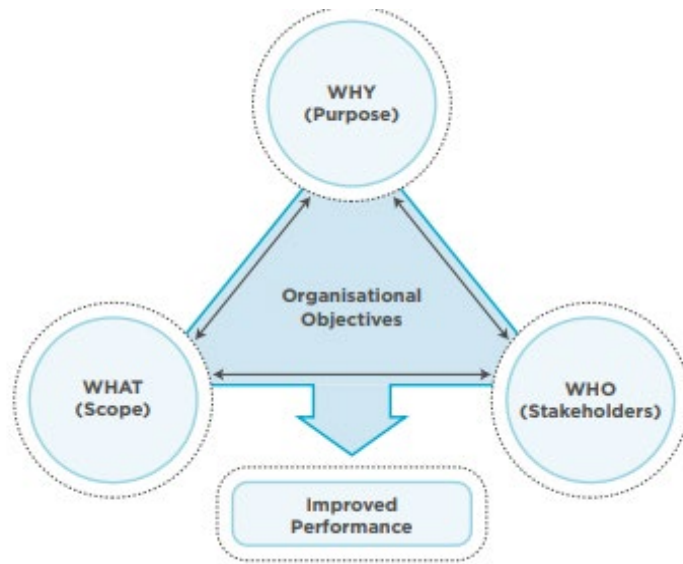 WHY
(Purpose)
Organisational
Objectives
WHAT
(Scope)
WHO
(Stakeholders)
Improved
Performance